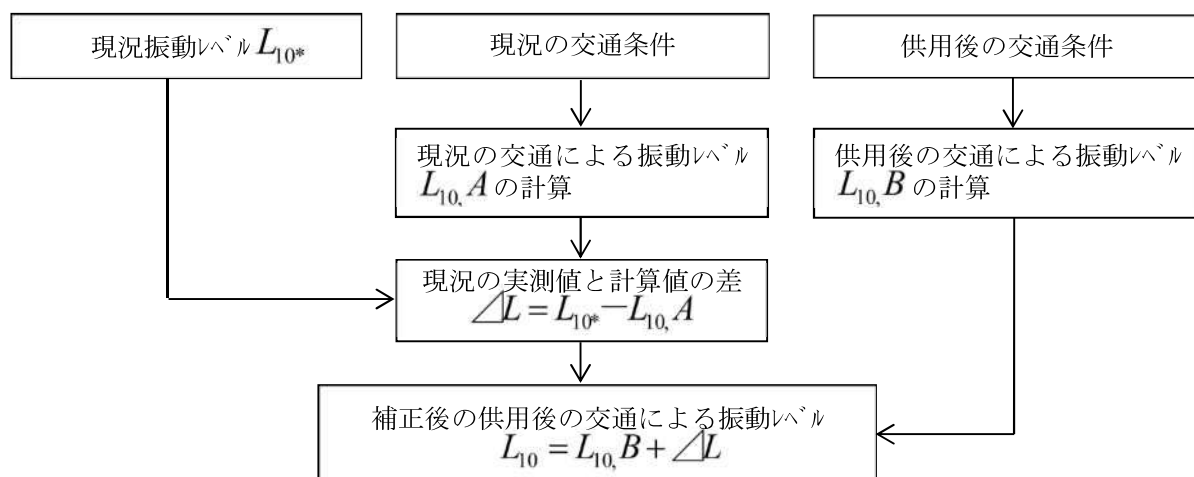 現況振動ﾚﾍﾞﾙ L10*
現況の交通条件
供用後の交通条件
現況の交通による振動ﾚﾍﾞﾙ
L10,A の計算
供用後の交通による振動ﾚﾍﾞﾙ
L10,B の計算
現況の実測値と計算値の差
⊿L＝L10*－L10,A
補正後の供用後の交通による振動ﾚﾍﾞﾙ
L10＝L10,B＋⊿L